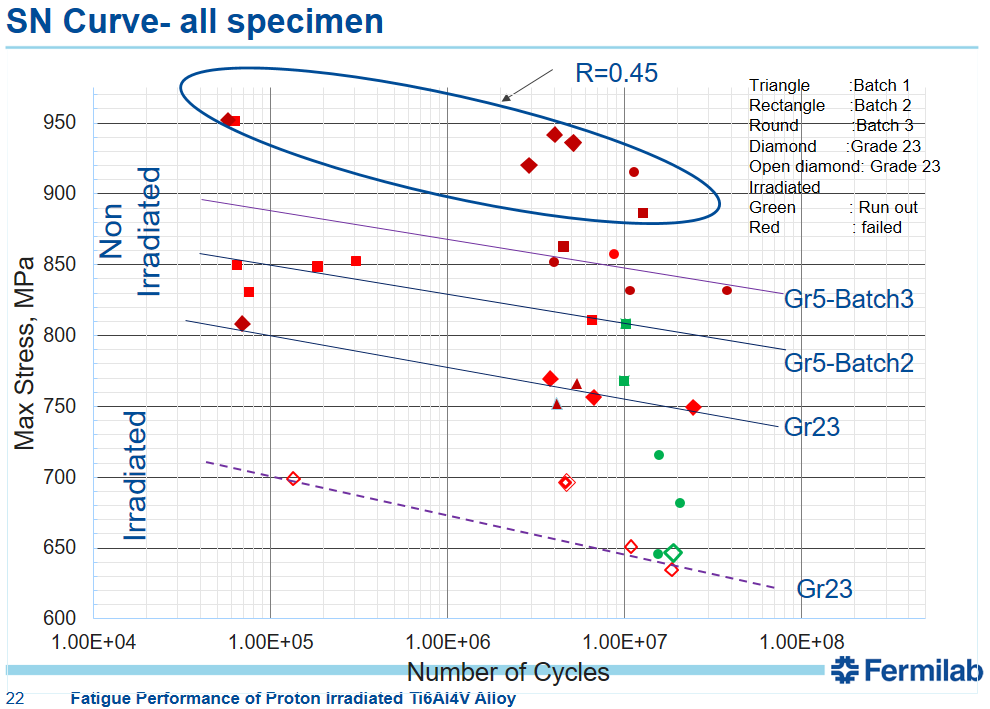 SN Curve- all specimen
R=0.45
Triangle :Batch 1
Rectangle :Batch 2
Round :Batch 3
Diamond :Grade 23
Open diamond: Grade 23
Irradiated
Green : Run out
Red : failed
950
900
850
800
750
700
650
600
Max Stress, MPa
Non
Irradiated
Irradiated
Gr5-Batch3
Gr5-Batch2
Gr23
Gr23
1.00E+04
1.00E+05
1.00E+06
1.00E+07
1.00E+08
Number of Cycles
Fermilab
22
Fatigue Performance of Proton Irradiated Ti6Al4V Alloy